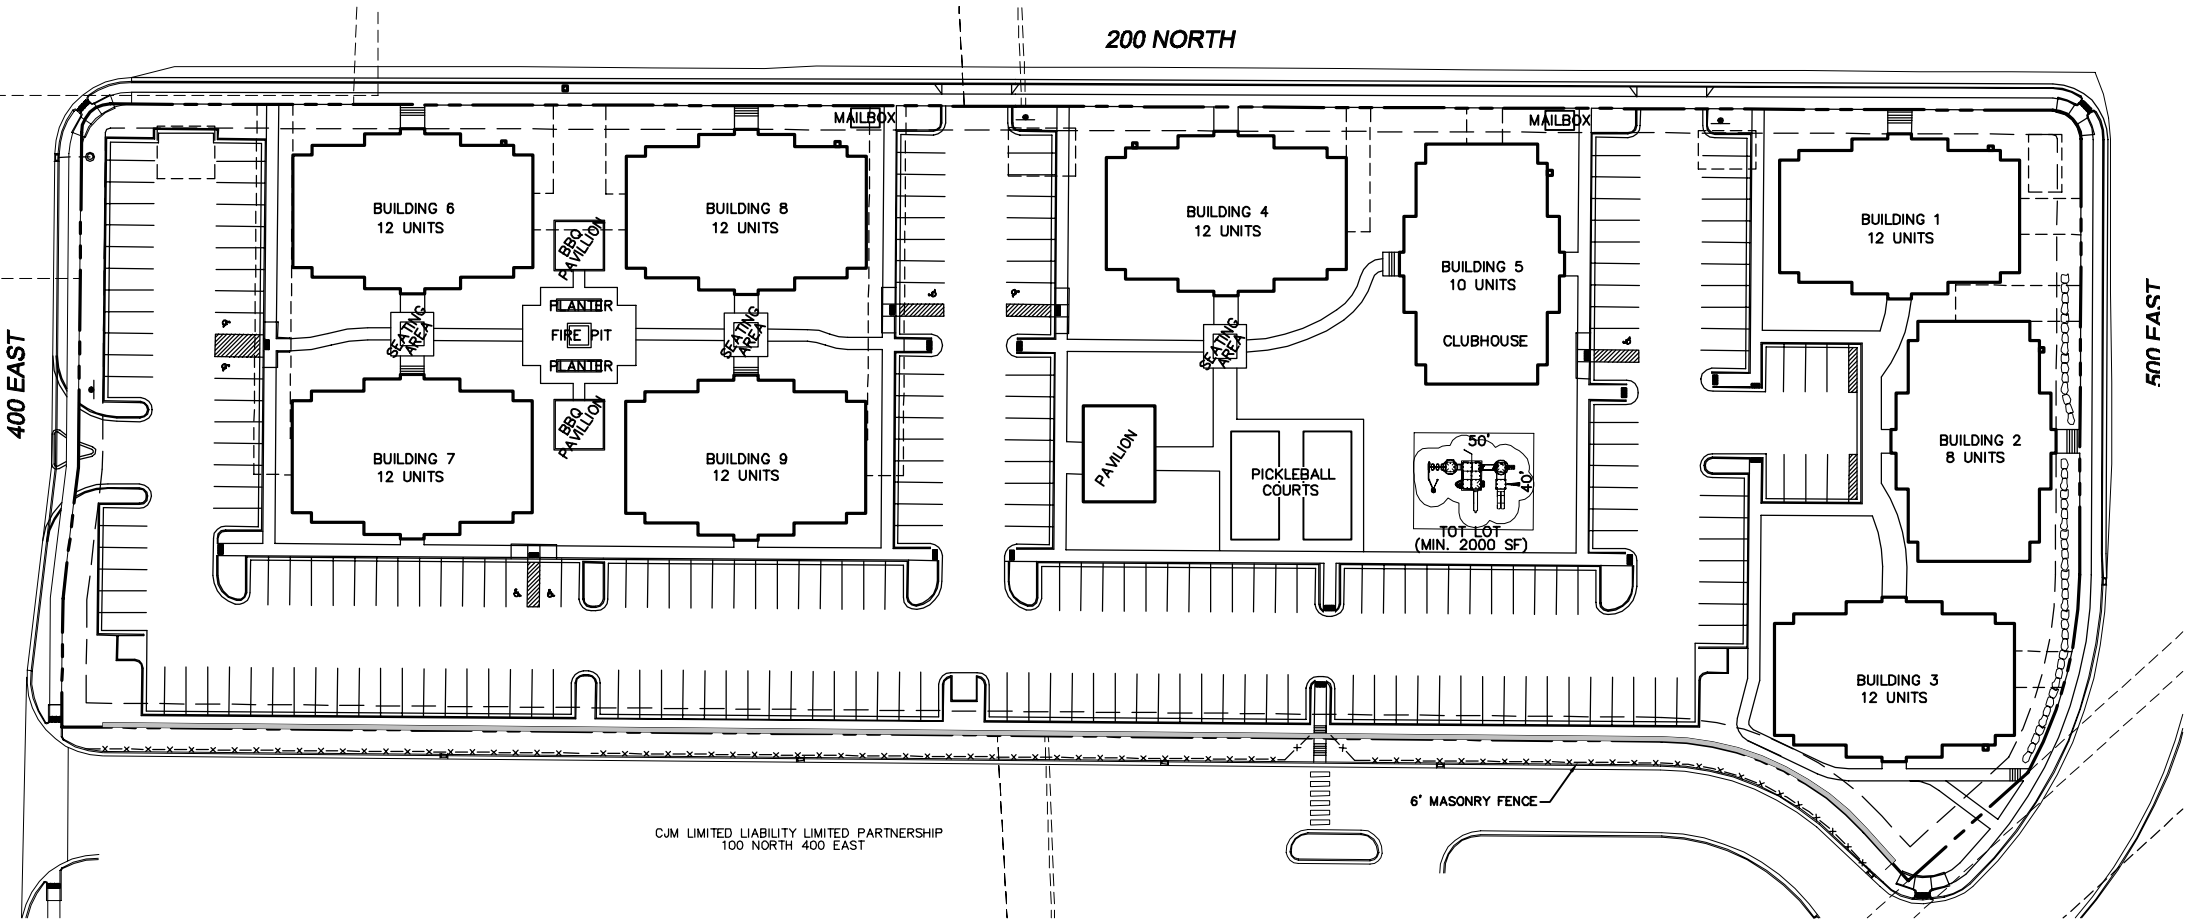 200 NORTH
MAILBOX
MAILBOX
BUILDING 6
12 UNITS
BUILDING 8
12 UNITS
BUILDING 4
12 UNITS
BUILDING 1
12 UNITS
BBQ
PAVILLION
BUILDING 5
10 UNITS
CLUBHOUSE
PLANTER
FIRE PIT
PLANTER
SEATING
AREA
SEATING
AREA
SEATING
AREA
400 EAST
500 EAST
BBQ
PAVILLION
BUILDING 7
12 UNITS
BUILDING 9
12 UNITS
PAVILION
PICKLEBALL
COURTS
50'
40'
TOT LOT
(MIN. 2000 SF)
BUILDING 2
8 UNITS
BUILDING 3
12 UNITS
6' MASONRY FENCE
CJM LIMITED LIABILITY LIMITED PARTNERSHIP
100 NORTH 400 EAST